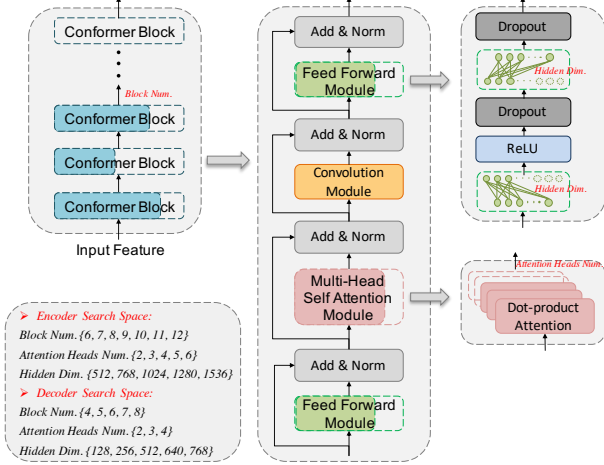 Conformer Block
Block Num.
Conformer Block
Conformer Block
Conformer Block
Input Feature
Add & Norm
Feed Forward
Module
Add & Norm
Convolution
Module
Add & Norm
Multi-Head
Self Attention
Module
Add & Norm
Feed Forward
Module
Dropout
Hidden Dim.
Dropout
ReLU
Hidden Dim.
Attention Heads Num.
Dot-product
Attention
➢ Encoder Search Space:
Block Num.{6, 7, 8, 9, 10, 11, 12}
Attention Heads Num. {2, 3, 4, 5, 6}
Hidden Dim. {512, 768, 1024, 1280, 1536}
➢ Decoder Search Space:
Block Num.{4, 5, 6, 7, 8}
Attention Heads Num.{2, 3, 4}
Hidden Dim.{128, 256, 512, 640, 768}